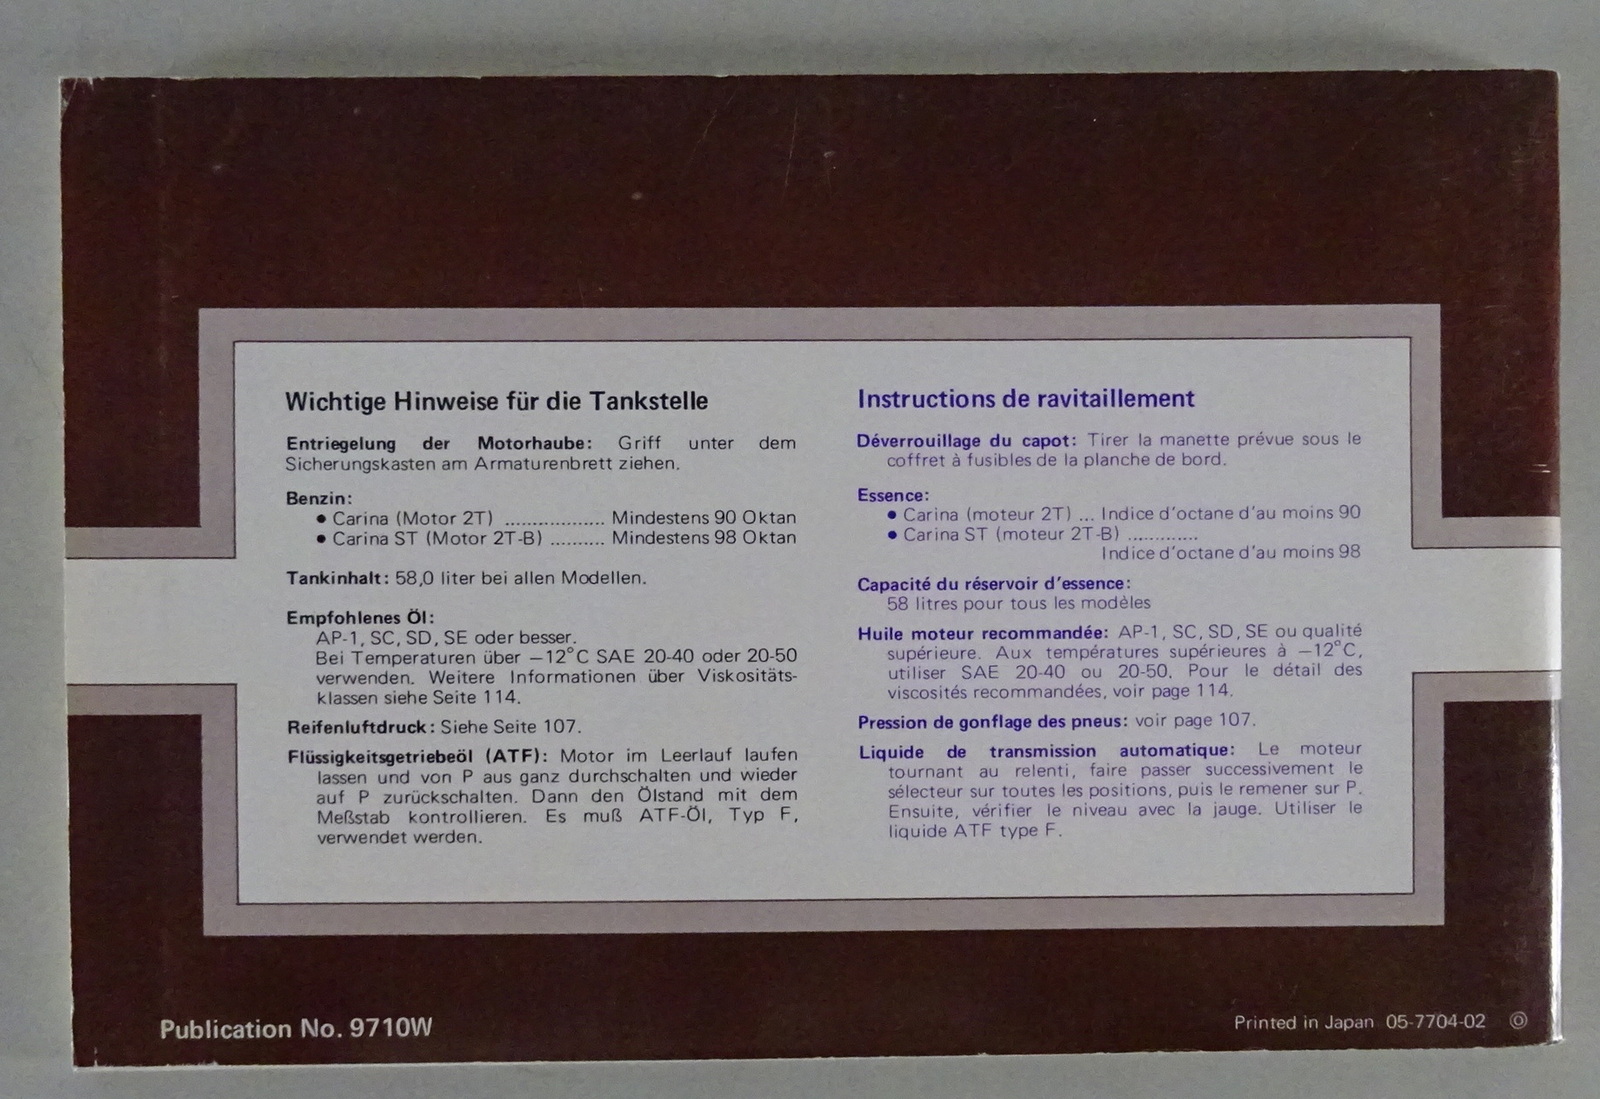 Wichtige Hinweise für die Tankstelle
Entriegelung der Motorhaube: Griff unter dem
Sicherungskasten am Armaturenbrett ziehen.
Benzin:
● Carina (Motor 2T) .................. Mindestens 90 Oktan
● Carina ST (Motor 2T-B) .......... Mindestens 98 Oktan
Tankinhalt: 58,0 liter bei allen Modellen.
Empfohlenes Öl:
AP-1, SC, SD, SE oder besser.
Bei Temperaturen über −12°C SAE 20-40 oder 20-50
verwenden. Weitere Informationen über Viskositäts-
klassen siehe Seite 114.
Reifenluftdruck: Siehe Seite 107.
Flüssigkeitsgetriebeöl (ATF): Motor im Leerlauf laufen
lassen und von P aus ganz durchschalten und wieder
auf P zurückschalten. Dann den Ölstand mit dem
Meßstab kontrollieren. Es muß ATF-Öl, Typ F,
verwendet werden.
Instructions de ravitaillement
Déverrouillage du capot: Tirer la manette prévue sous le
coffret à fusibles de la planche de bord.
Essence:
● Carina (moteur 2T) ... Indice d'octane d'au moins 90
● Carina ST (moteur 2T-B) .............
Indice d'octane d'au moins 98
Capacité du réservoir d'essence:
58 litres pour tous les modèles
Huile moteur recommandée: AP-1, SC, SD, SE ou qualité
supérieure. Aux températures supérieures à −12°C,
utiliser SAE 20-40 ou 20-50. Pour le détail des
viscosités recommandées, voir page 114.
Pression de gonflage des pneus: voir page 107.
Liquide de transmission automatique: Le moteur
tournant au relenti, faire passer successivement le
sélecteur sur toutes les positions, puis le remener sur P.
Ensuite, vérifier le niveau avec la jauge. Utiliser le
liquide ATF type F.
Publication No. 9710W
Printed in Japan 05-7704-02 ◎